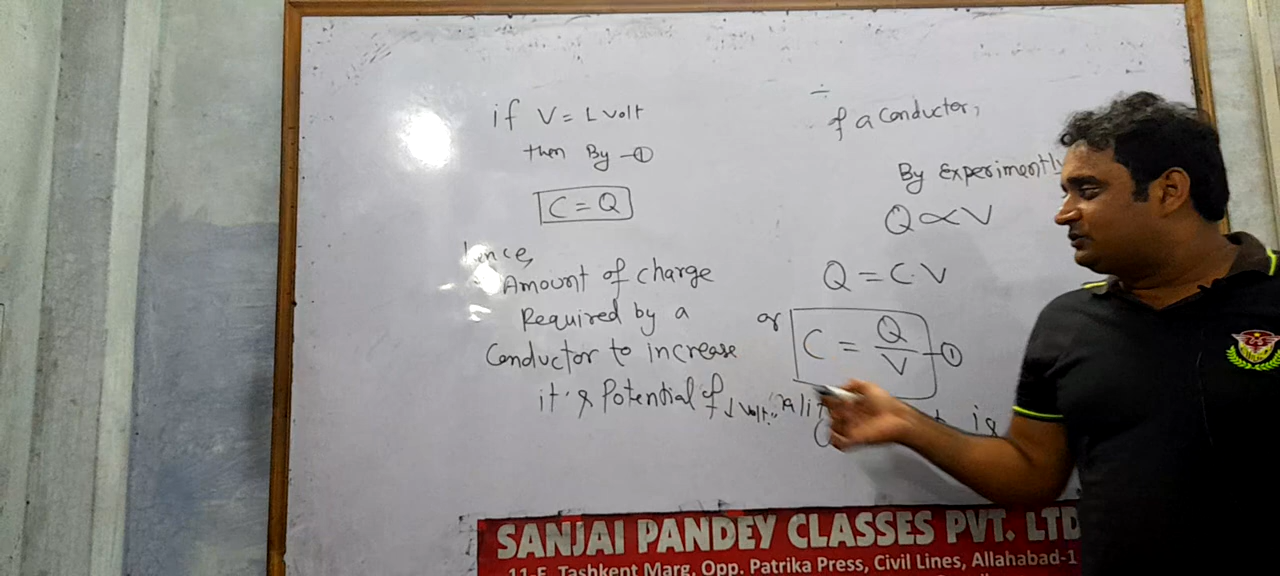 if V = 1 volt
then By -①
C = Q
Hence,
Amount of charge
Required by a
Conductor to increase
it's Potential of 1 volt.
÷
of a conductor,
By Experimently
Q ∝ V
Q = C.V
or C = Q/V -①
is
SANJAI PANDEY CLASSES PVT. LTD
11-E, Tashkent Marg, Opp. Patrika Press, Civil Lines, Allahabad-1